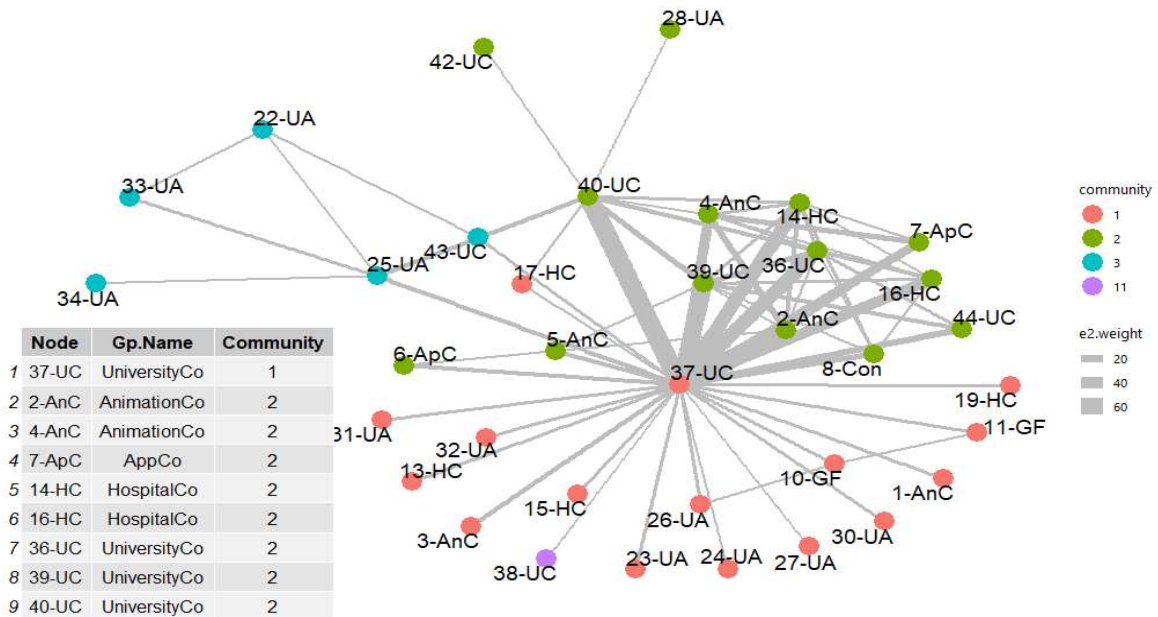 28-UA
42-UC
22-UA
33-UA
40-UC
4-AnC
14-HC
7-ApC
43-UC
25-UA
17-HC
39-UC
36-UC
16-HC
34-UA
2-AnC
44-UC
5-AnC
6-ApC
8-Con
37-UC
19-HC
31-UA
32-UA
11-GF
13-HC
10-GF
1-AnC
15-HC
26-UA
30-UA
3-AnC
38-UC
23-UA
24-UA
27-UA
community
1
2
3
11
e2.weight
20
40
60
Node Gp.Name Community
1 37-UC UniversityCo 1
2 2-AnC AnimationCo 2
3 4-AnC AnimationCo 2
4 7-ApC AppCo 2
5 14-HC HospitalCo 2
6 16-HC HospitalCo 2
7 36-UC UniversityCo 2
8 39-UC UniversityCo 2
9 40-UC UniversityCo 2